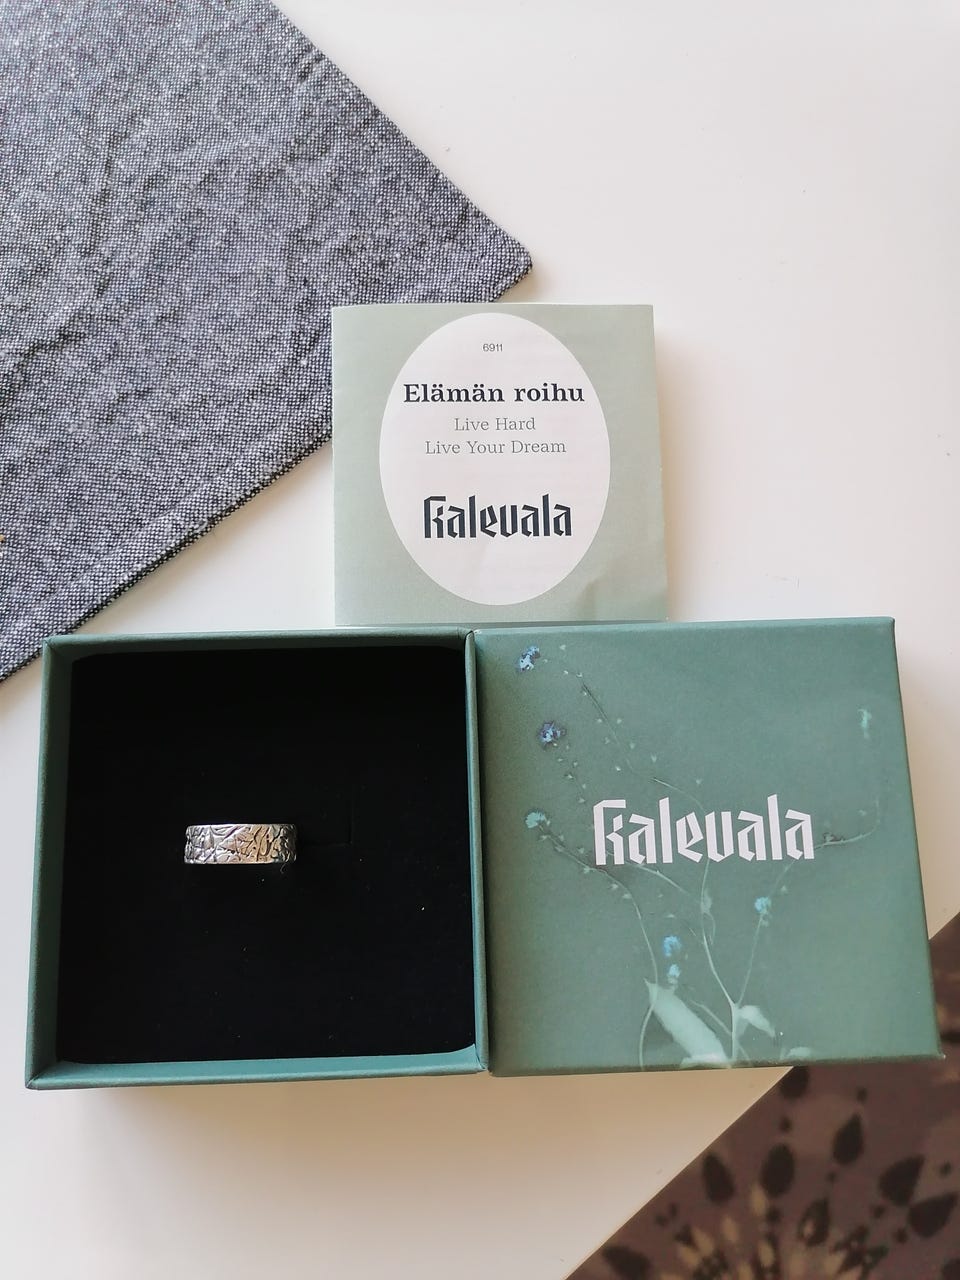 6911
Elämän roihu
Live Hard
Live Your Dream
Kalevala
Kalevala